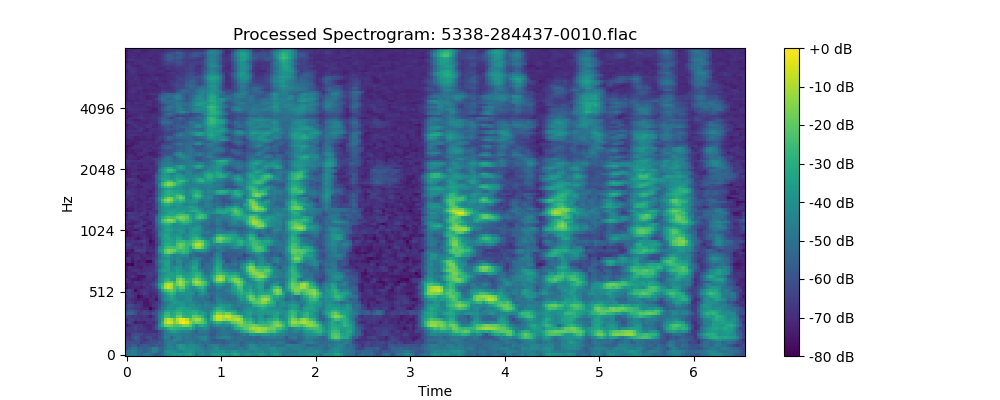 Processed Spectrogram: 5338-284437-0010.flac
Hz
4096
2048
1024
512
0
0 1 2 3 4 5 6
Time
+0 dB
-10 dB
-20 dB
-30 dB
-40 dB
-50 dB
-60 dB
-70 dB
-80 dB